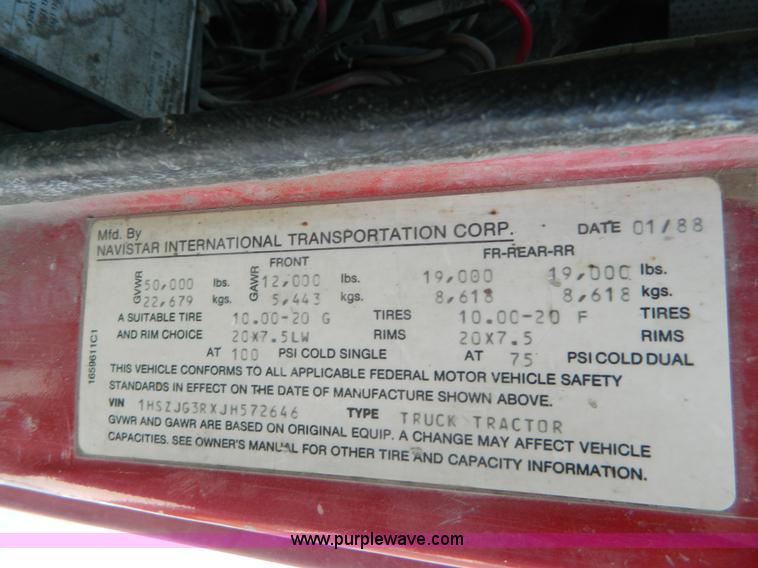 Mfd. By
NAVISTAR INTERNATIONAL TRANSPORTATION CORP. DATE 01/88
FRONT FR-REAR-RR
GVWR 50,000 lbs. GAWR 12,000 lbs. 19,000 19,000 lbs.
22,679 kgs. 5,443 kgs. 8,618 8,618 kgs.
A SUITABLE TIRE 10.00-20 G TIRES 10.00-20 F TIRES
AND RIM CHOICE 20X7.5LW RIMS 20X7.5 RIMS
AT 100 PSI COLD SINGLE AT 75 PSI COLD DUAL
THIS VEHICLE CONFORMS TO ALL APPLICABLE FEDERAL MOTOR VEHICLE SAFETY
STANDARDS IN EFFECT ON THE DATE OF MANUFACTURE SHOWN ABOVE.
VIN 1HSZJG3RXJH572646 TYPE TRUCK TRACTOR
GVWR AND GAWR ARE BASED ON ORIGINAL EQUIP. A CHANGE MAY AFFECT VEHICLE
CAPACITIES. SEE OWNER'S MANUAL FOR OTHER TIRE AND CAPACITY INFORMATION.
1659611C1
www.purplewave.com